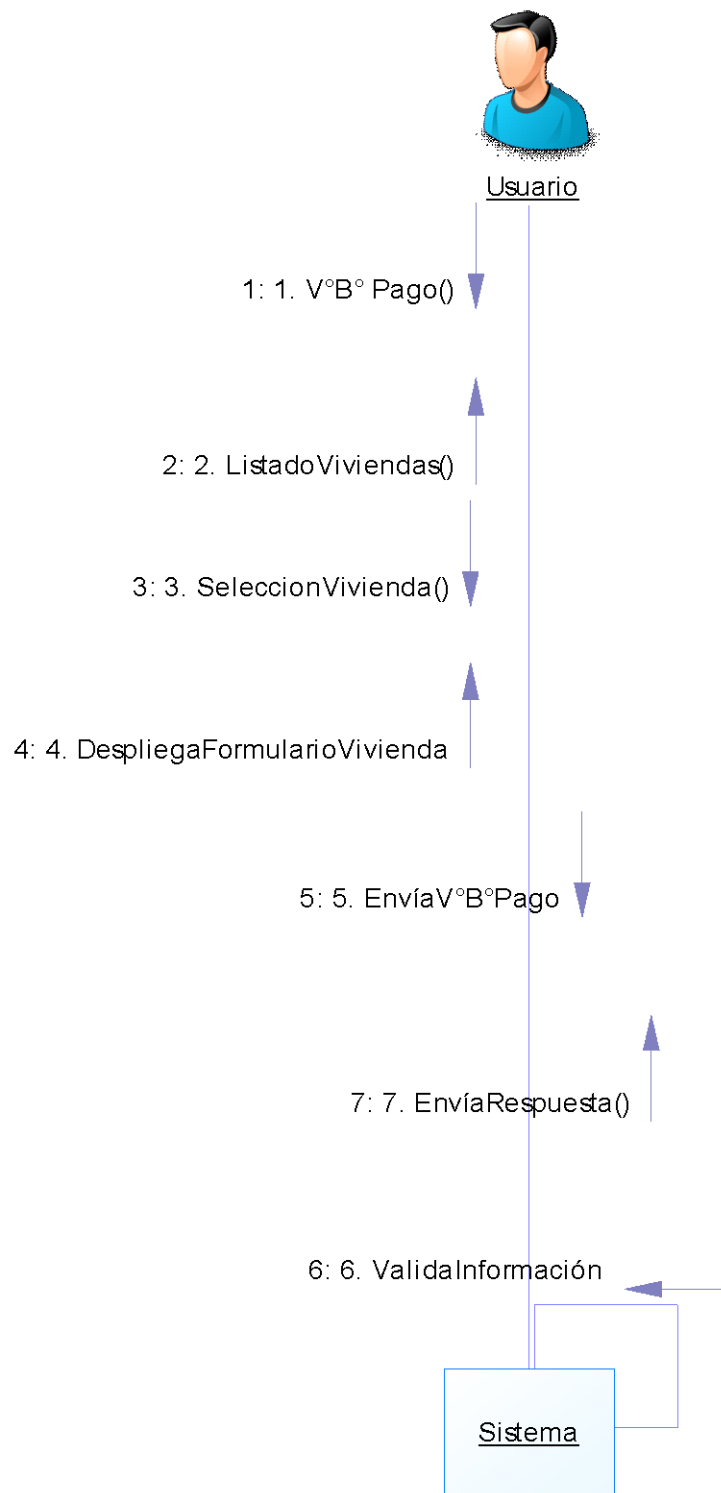 Usuario
1: 1. V°B° Pago()
2: 2. ListadoViviendas()
3: 3. SeleccionVivienda()
4: 4. DespliegaFormularioVivienda
5: 5. EnvíaV°B°Pago
7: 7. EnvíaRespuesta()
6: 6. ValidaInformación
Sistema